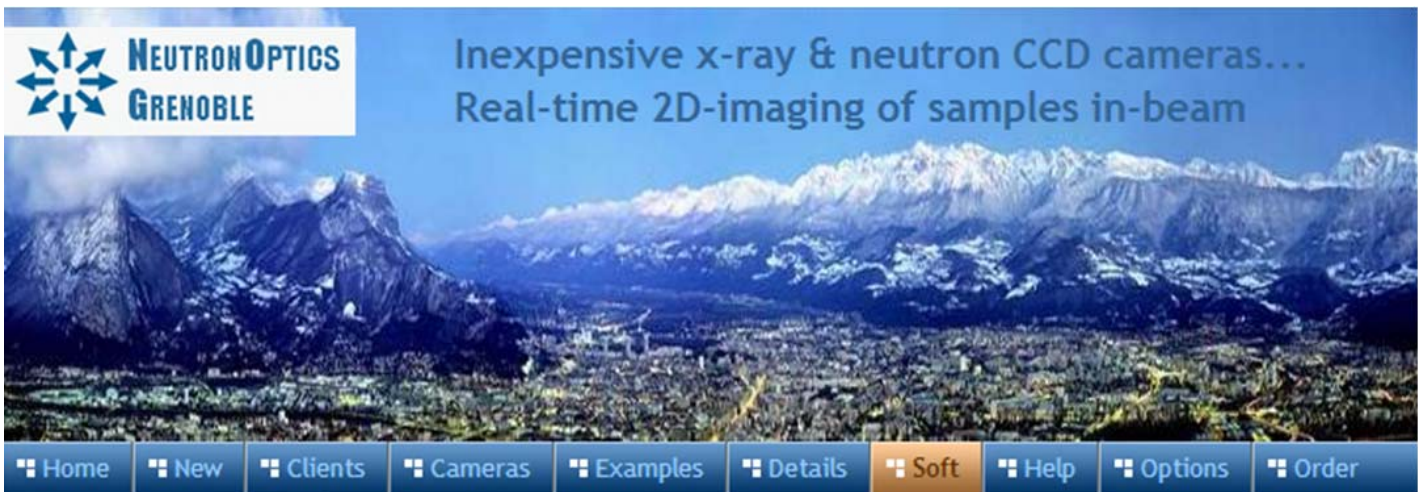 NEUTRONOPTICS
GRENOBLE
Inexpensive x-ray & neutron CCD cameras...
Real-time 2D-imaging of samples in-beam
Home New Clients Cameras Examples Details Soft Help Options Order